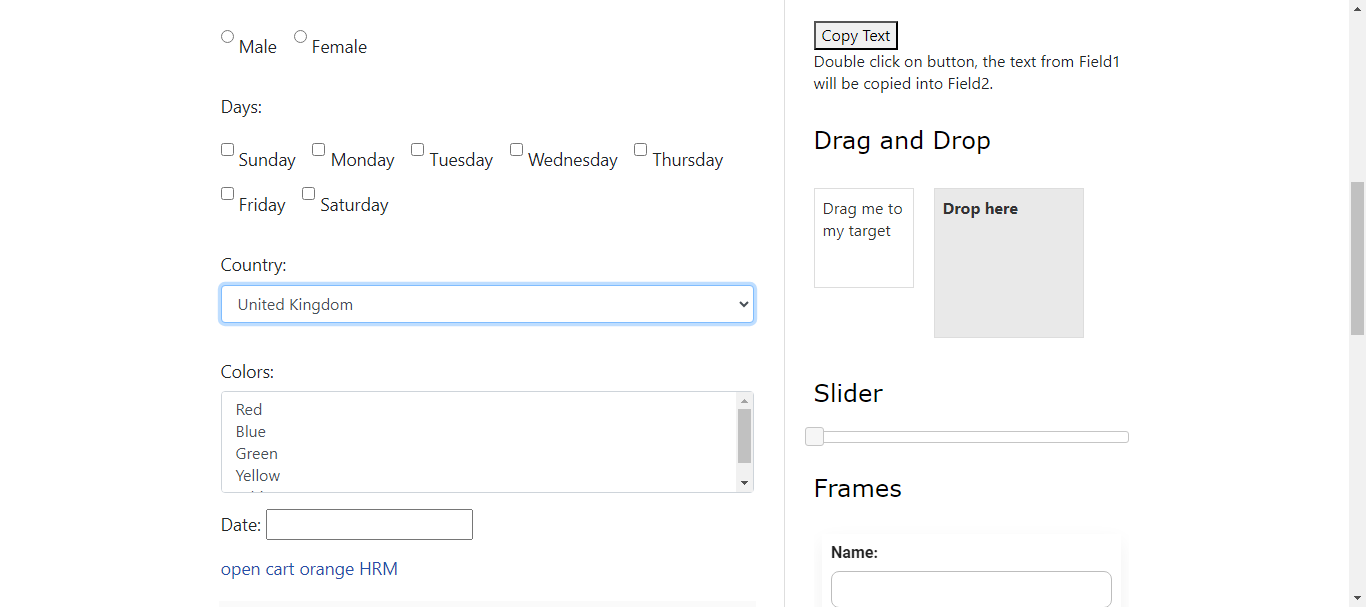 Male Female
Days:
Sunday Monday Tuesday Wednesday Thursday
Friday Saturday
Country:
United Kingdom
Colors:
Red
Blue
Green
Yellow
Date:
open cart orange HRM
Copy Text
Double click on button, the text from Field1
will be copied into Field2.
Drag and Drop
Drag me to
my target
Drop here
Slider
Frames
Name: